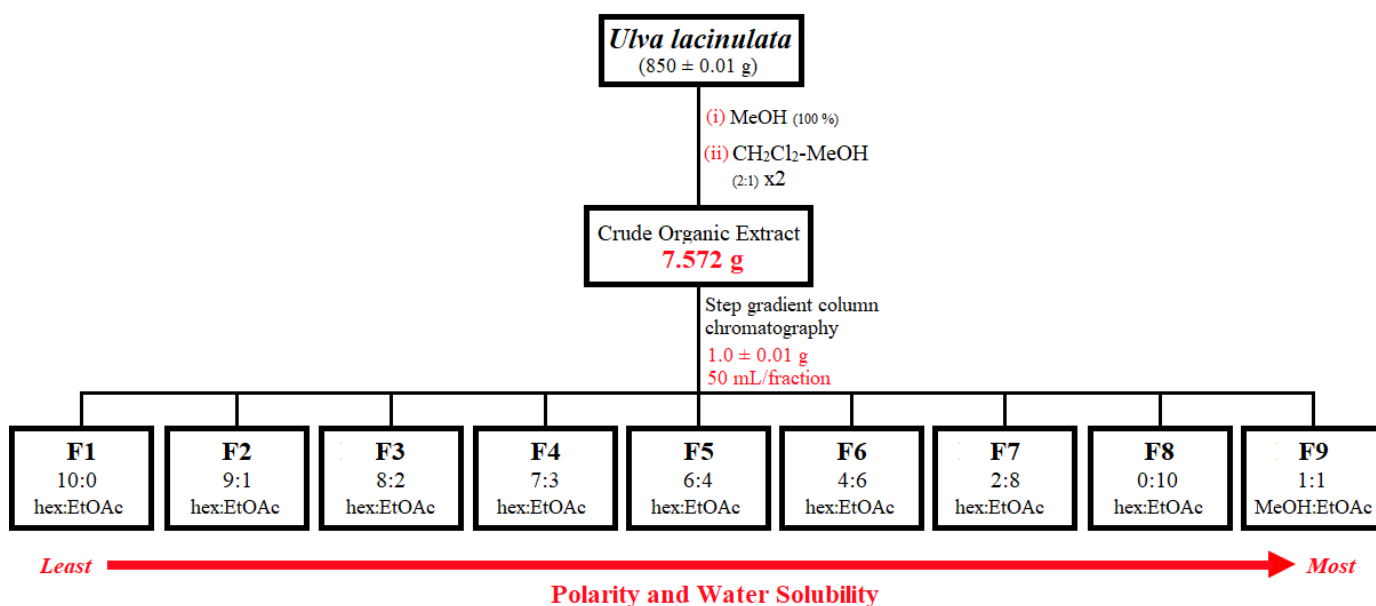 Ulva lacinulata
(850 ± 0.01 g)
(i) MeOH (100 %)
(ii) CH₂Cl₂-MeOH
(2:1) x2
Crude Organic Extract
7.572 g
Step gradient column
chromatography
1.0 ± 0.01 g
50 mL/fraction
F1
10:0
hex:EtOAc
F2
9:1
hex:EtOAc
F3
8:2
hex:EtOAc
F4
7:3
hex:EtOAc
F5
6:4
hex:EtOAc
F6
4:6
hex:EtOAc
F7
2:8
hex:EtOAc
F8
0:10
hex:EtOAc
F9
1:1
MeOH:EtOAc
Least
Most
Polarity and Water Solubility